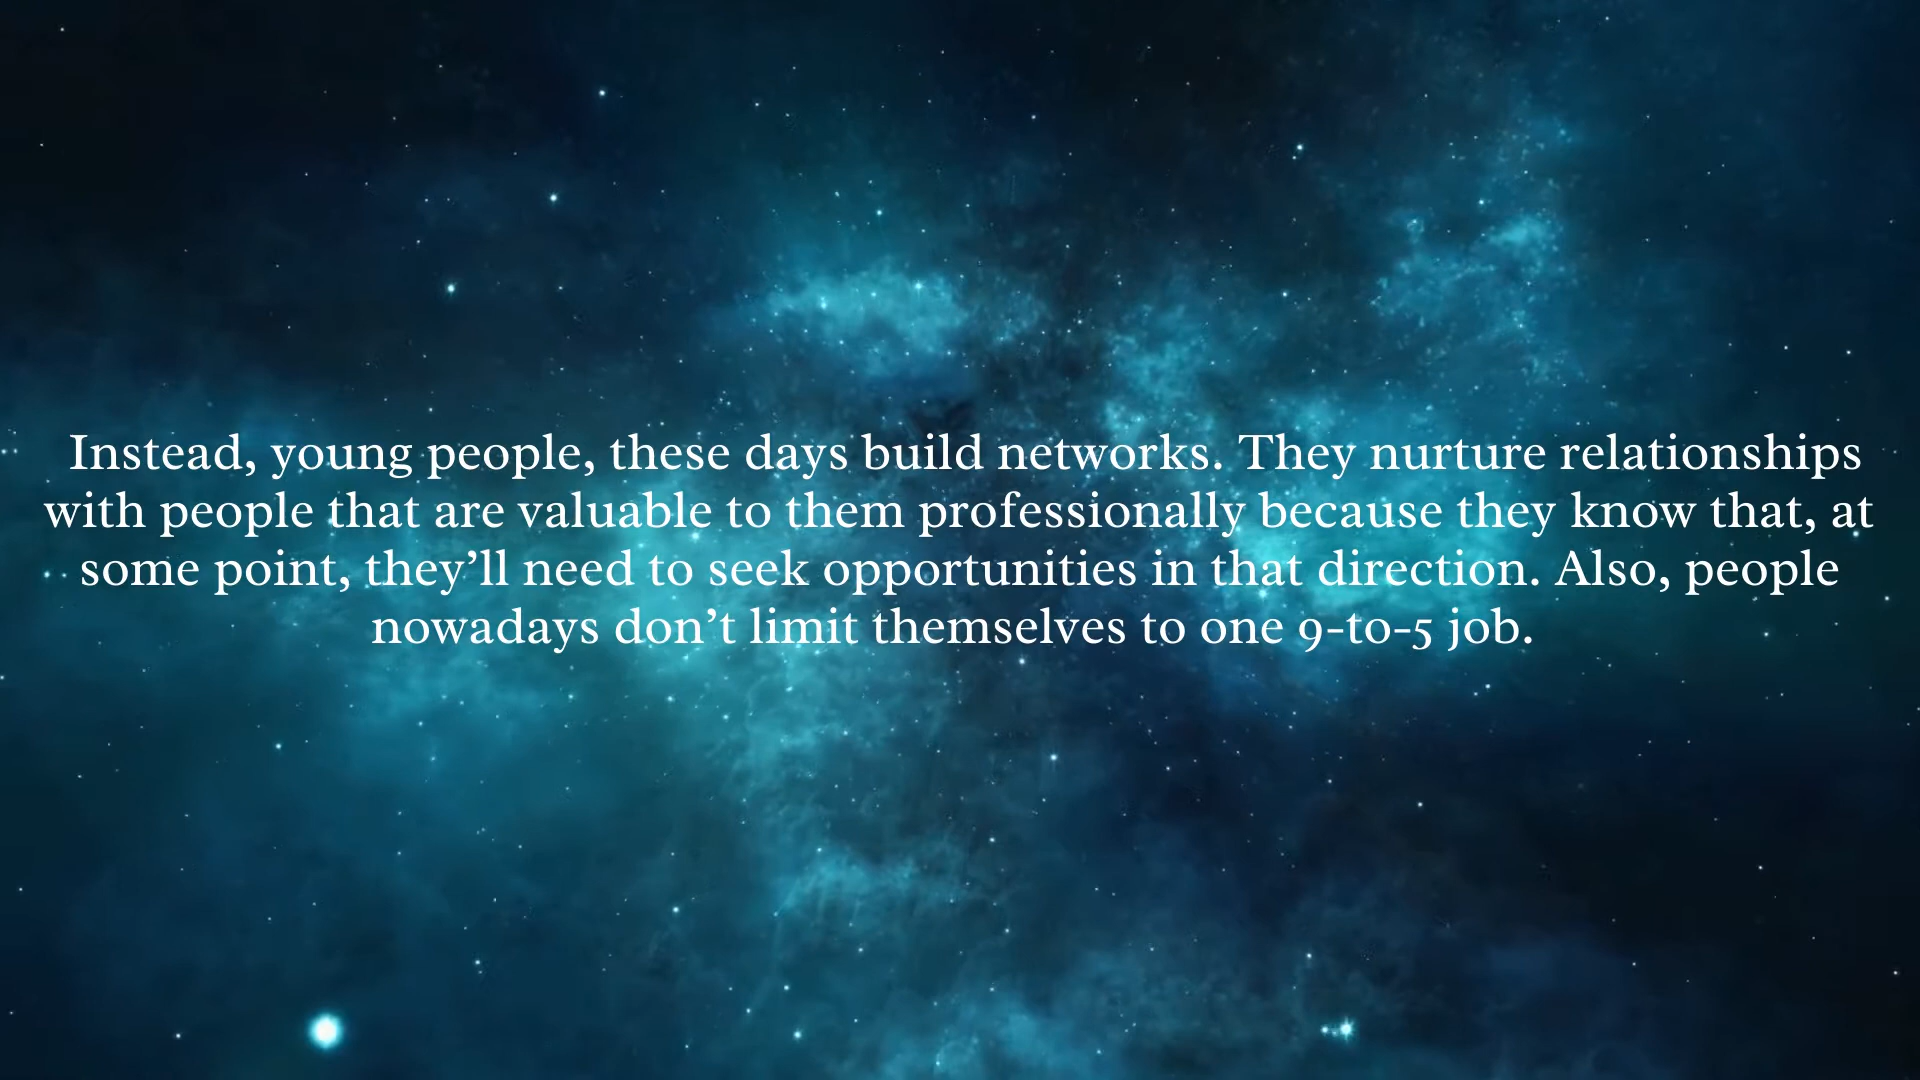 Instead, young people, these days build networks. They nurture relationships
with people that are valuable to them professionally because they know that, at
some point, they’ll need to seek opportunities in that direction. Also, people
nowadays don’t limit themselves to one 9-to-5 job.